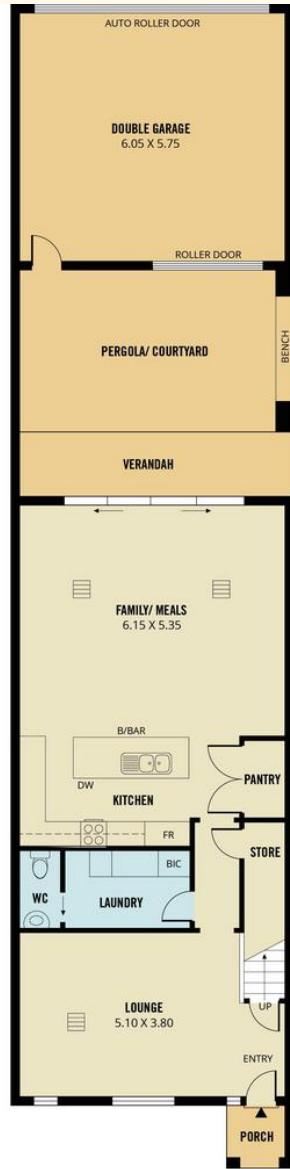 AUTO ROLLER DOOR
DOUBLE GARAGE
6.05 X 5.75
ROLLER DOOR
PERGOLA/ COURTYARD
BENCH
VERANDAH
FAMILY/ MEALS
6.15 X 5.35
B/BAR
DW
KITCHEN
PANTRY
FR
STORE
BIC
WC
LAUNDRY
LOUNGE
5.10 X 3.80
UP
ENTRY
PORCH